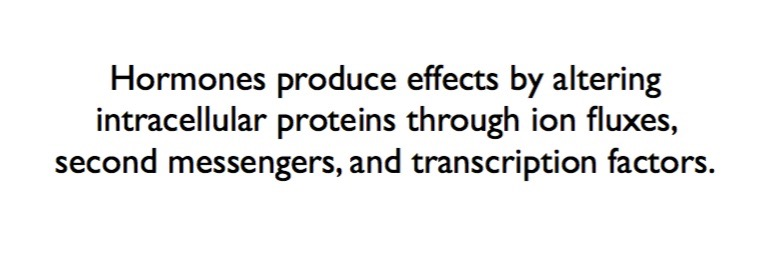 Hormones produce effects by altering
intracellular proteins through ion fluxes,
second messengers, and transcription factors.